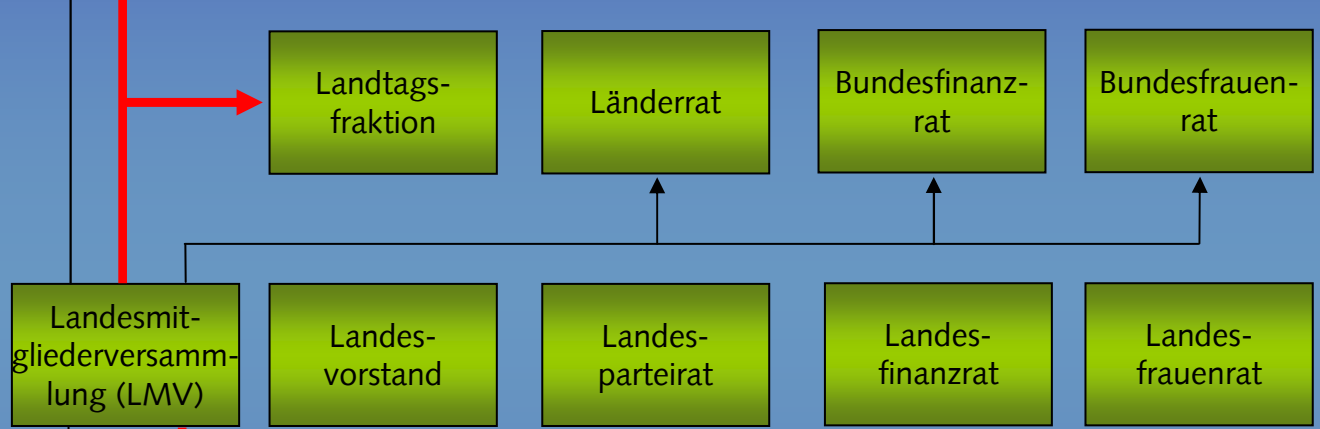 Landtags-
fraktion
Länderrat
Bundesfinanz-
rat
Bundesfrauen-
rat
Landesmit-
gliederversamm-
lung (LMV)
Landes-
vorstand
Landes-
parteirat
Landes-
finanzrat
Landes-
frauenrat